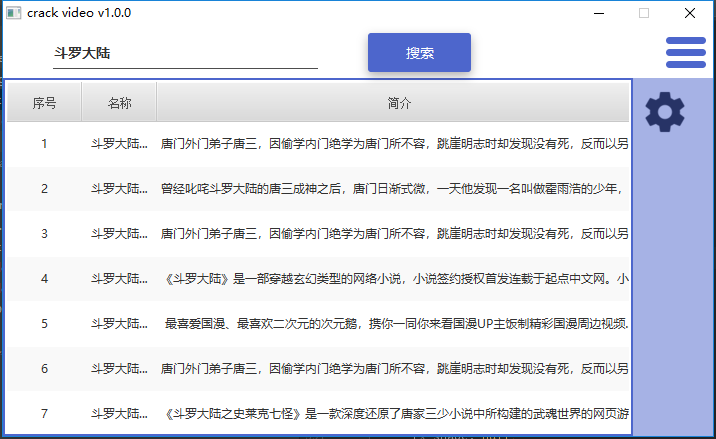 crack video v1.0.0
斗罗大陆
搜索
序号 名称 简介
1 斗罗大陆... 唐门外门弟子唐三，因偷学内门绝学为唐门所不容，跳崖明志时却发现没有死，反而以另
2 斗罗大陆... 曾经叱咤斗罗大陆的唐三成神之后，唐门日渐式微，一天他发现一名叫做霍雨浩的少年，
3 斗罗大陆... 唐门外门弟子唐三，因偷学内门绝学为唐门所不容，跳崖明志时却发现没有死，反而以另
4 斗罗大陆... 《斗罗大陆》是一部穿越玄幻类型的网络小说，小说签约授权首发连载于起点中文网。小
5 斗罗大陆... 最喜爱国漫、最喜欢二次元的次元鹅，携你一同你来看国漫UP主饭制精彩国漫周边视频.
6 斗罗大陆... 唐门外门弟子唐三，因偷学内门绝学为唐门所不容，跳崖明志时却发现没有死，反而以另
7 斗罗大陆... 《斗罗大陆之史莱克七怪》是一款深度还原了唐家三少小说中所构建的武魂世界的网页游